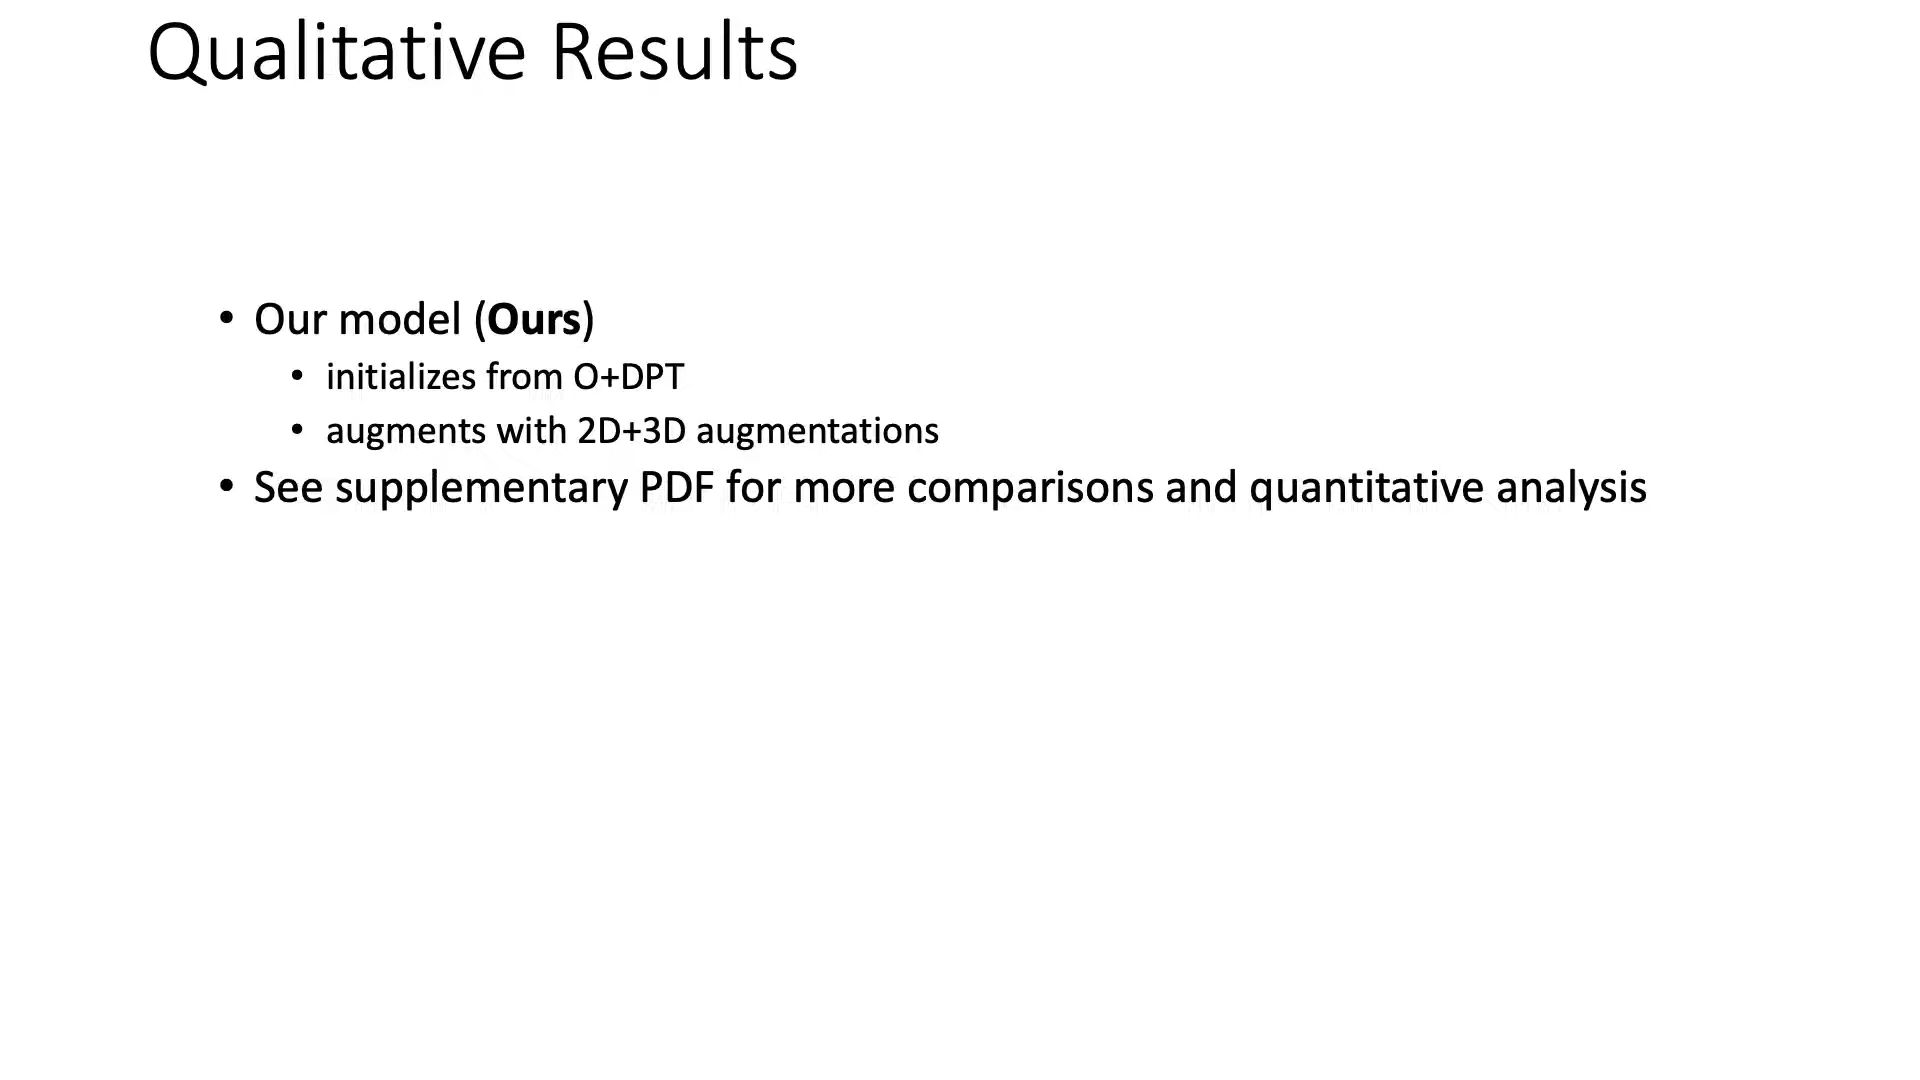 Qualitative Results
• Our model (Ours)
• initializes from O+DPT
• augments with 2D+3D augmentations
• See supplementary PDF for more comparisons and quantitative analysis